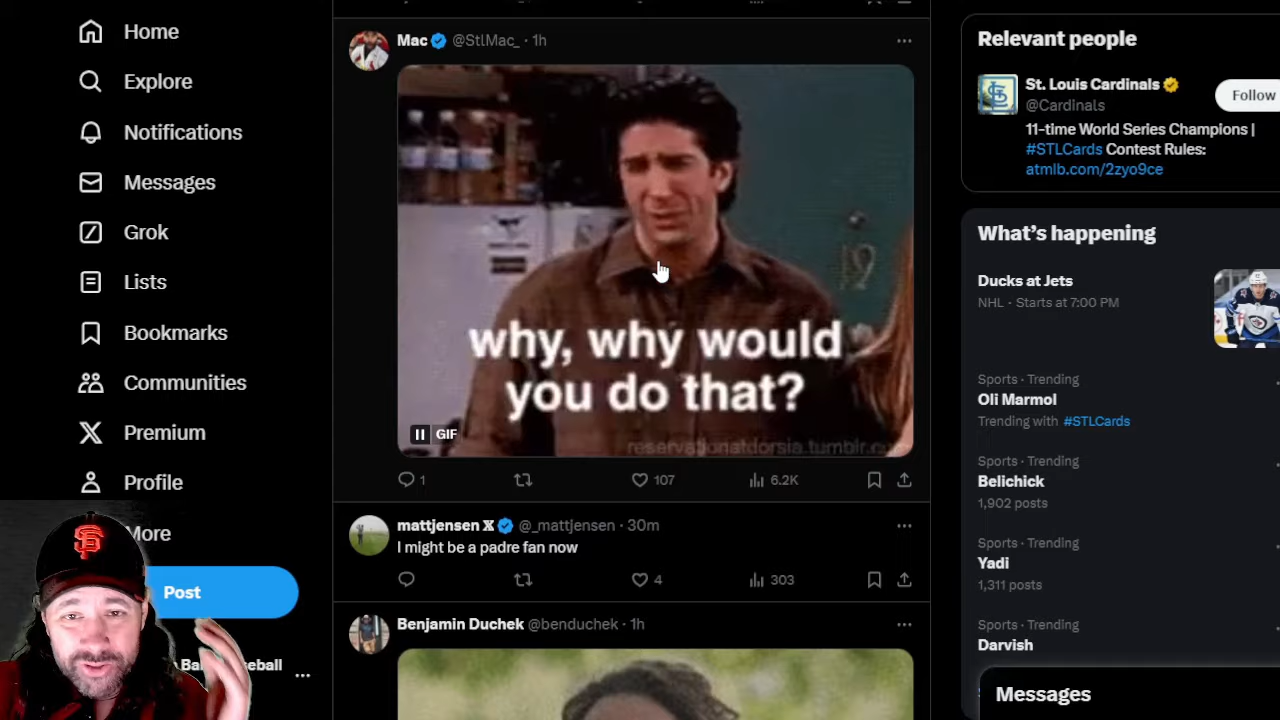 Home
Explore
Notifications
Messages
Grok
Lists
Bookmarks
Communities
Premium
Profile
More
Post
Mac @StlMac_ · 1h
19
why, why would
you do that?
GIF
reservationatdorsia.tumblr.com
1
107
6.2K
mattjensen X @_mattjensen · 30m
I might be a padre fan now
4
303
Benjamin Duchek @benduchek · 1h
Relevant people
St. Louis Cardinals
@Cardinals
Follow
11-time World Series Champions |
#STLCards Contest Rules:
atmlb.com/2zyo9ce
What's happening
Ducks at Jets
NHL · Starts at 7:00 PM
Sports · Trending
Oli Marmol
Trending with #STLCards
Sports · Trending
Belichick
1,902 posts
Sports · Trending
Yadi
1,311 posts
Sports · Trending
Darvish
Messages
SF